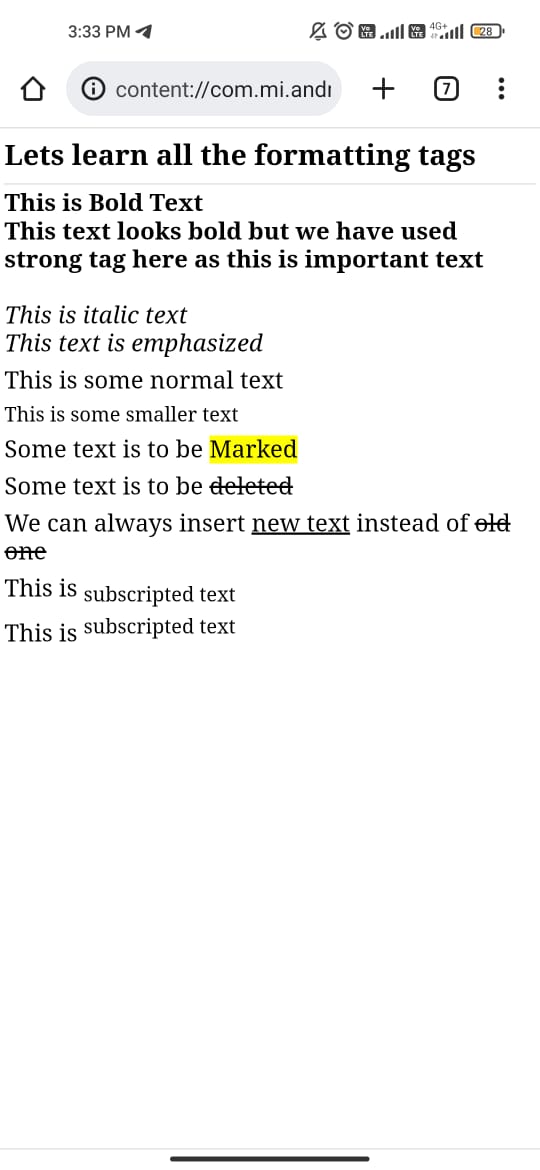 3:33 PM
Vo LTE Vo LTE 4G+ 28
content://com.mi.andr
7
Lets learn all the formatting tags
This is Bold Text
This text looks bold but we have used
strong tag here as this is important text
This is italic text
This text is emphasized
This is some normal text
This is some smaller text
Some text is to be Marked
Some text is to be deleted
We can always insert new text instead of old
one
This is subscripted text
This is subscripted text